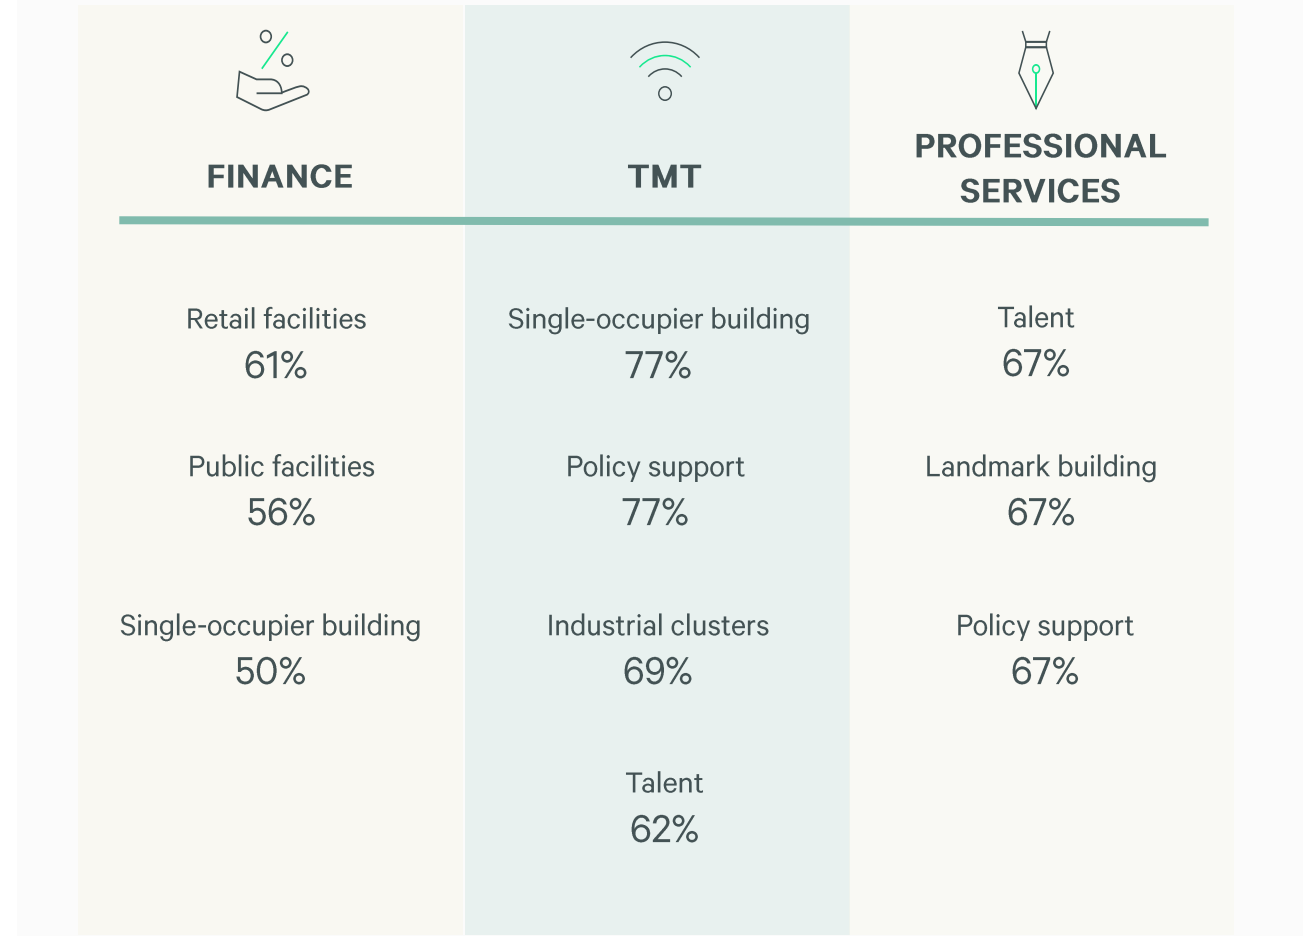 FINANCE
Retail facilities
61%
Public facilities
56%
Single-occupier building
50%
TMT
Single-occupier building
77%
Policy support
77%
Industrial clusters
69%
Talent
62%
PROFESSIONAL
SERVICES
Talent
67%
Landmark building
67%
Policy support
67%